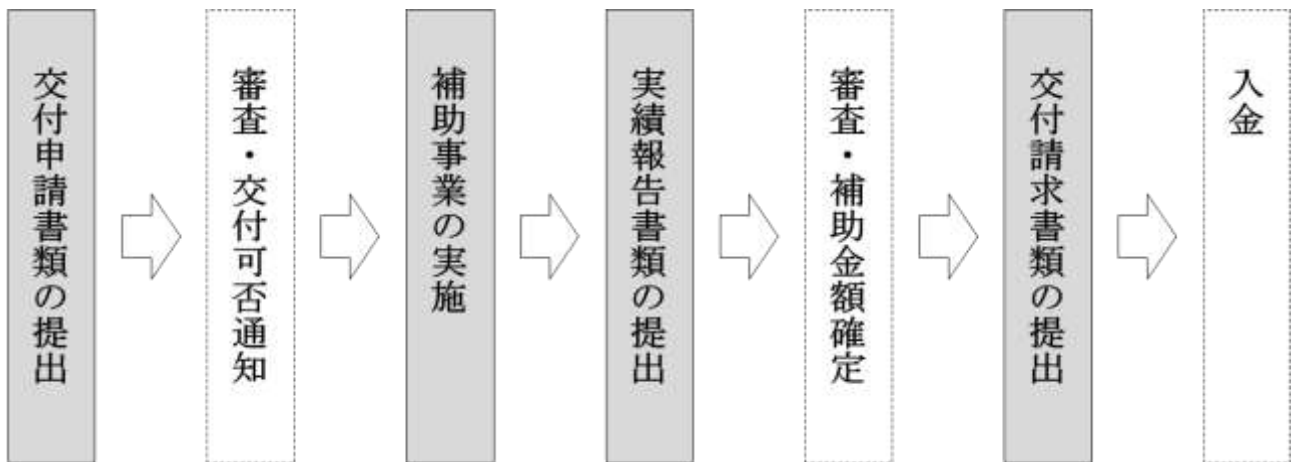 交付申請書類の提出
審査・交付可否通知
補助事業の実施
実績報告書類の提出
審査・補助金額確定
交付請求書類の提出
入金